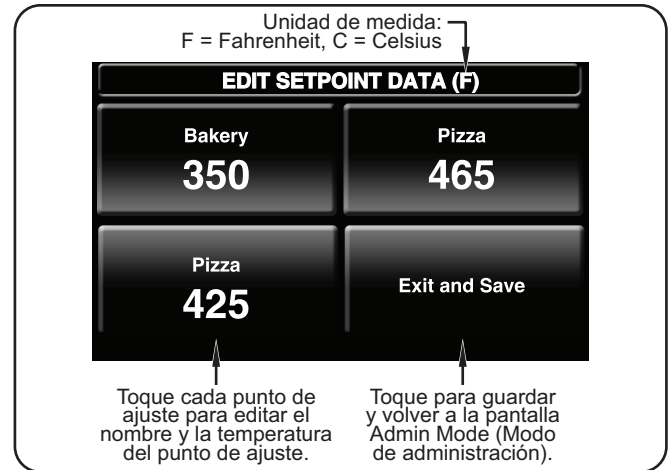 Unidad de medida:
F = Fahrenheit, C = Celsius
EDIT SETPOINT DATA (F)
Bakery
350
Pizza
465
Pizza
425
Exit and Save
Toque cada punto de
ajuste para editar el
nombre y la temperatura
del punto de ajuste.
Toque para guardar
y volver a la pantalla
Admin Mode (Modo
de administración).